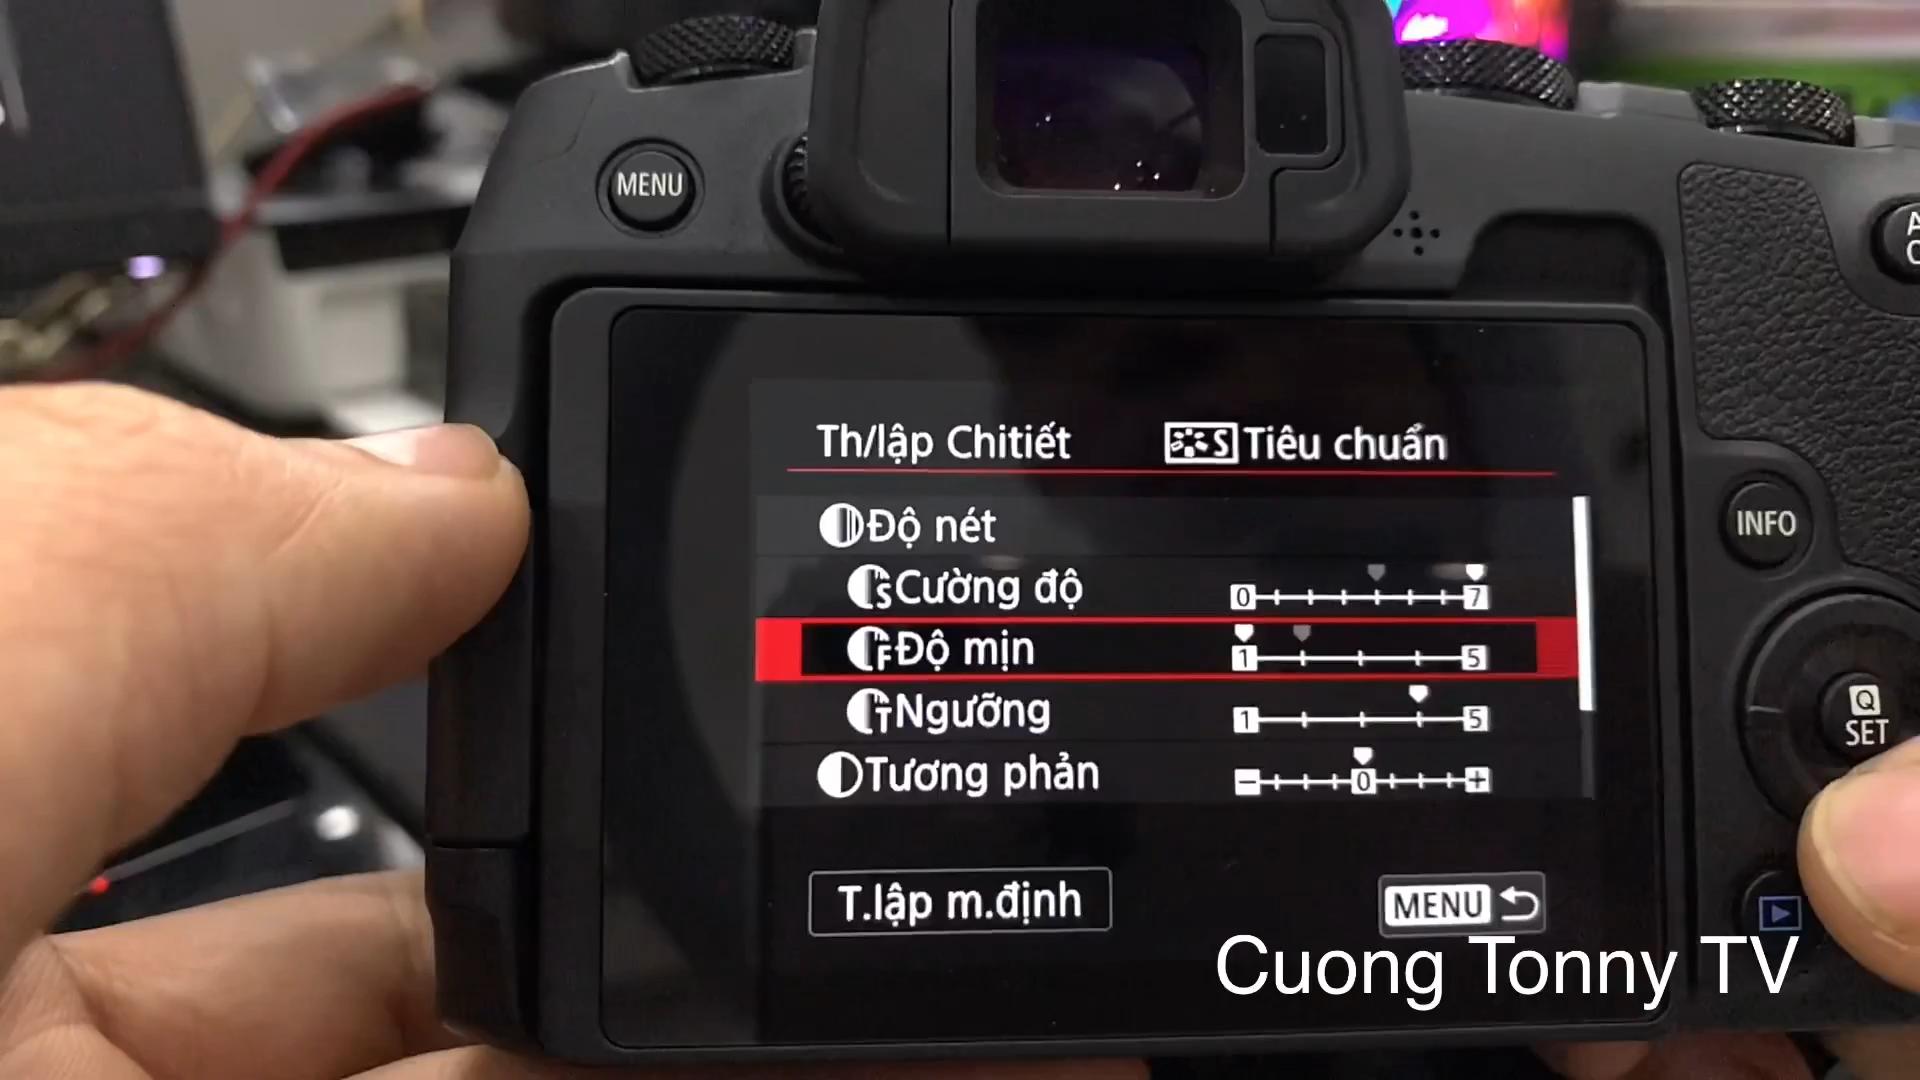 MENU
Th/lập Chitiết S Tiêu chuẩn
Độ nét
S Cường độ 0 7
F Độ mịn 1 5
T Ngưỡng 1 5
Tương phản - 0 +
T.lập m.định MENU
INFO
Q
SET
Cuong Tonny TV